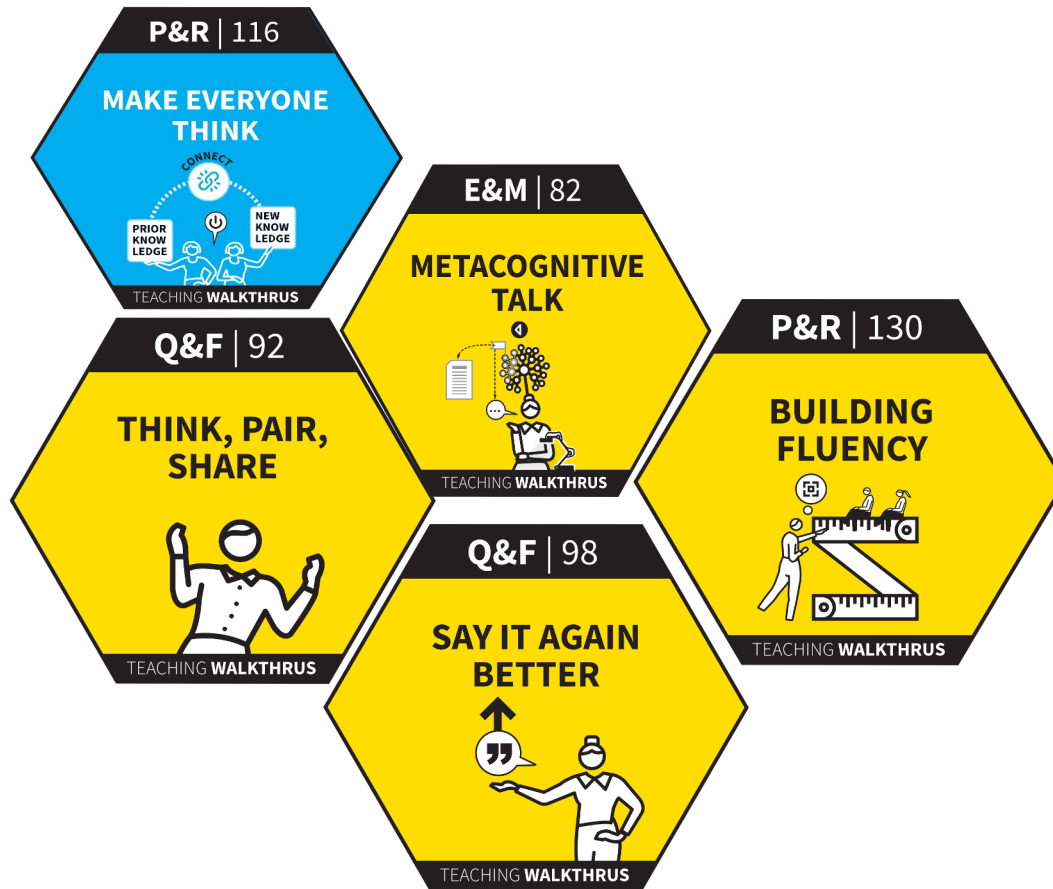 P&R | 116
MAKE EVERYONE
THINK
CONNECT
PRIOR
KNOW
LEDGE
NEW
KNOW
LEDGE
TEACHING WALKTHRUS
E&M | 82
METACOGNITIVE
TALK
TEACHING WALKTHRUS
Q&F | 92
THINK, PAIR,
SHARE
TEACHING WALKTHRUS
P&R | 130
BUILDING
FLUENCY
TEACHING WALKTHRUS
Q&F | 98
SAY IT AGAIN
BETTER
TEACHING WALKTHRUS